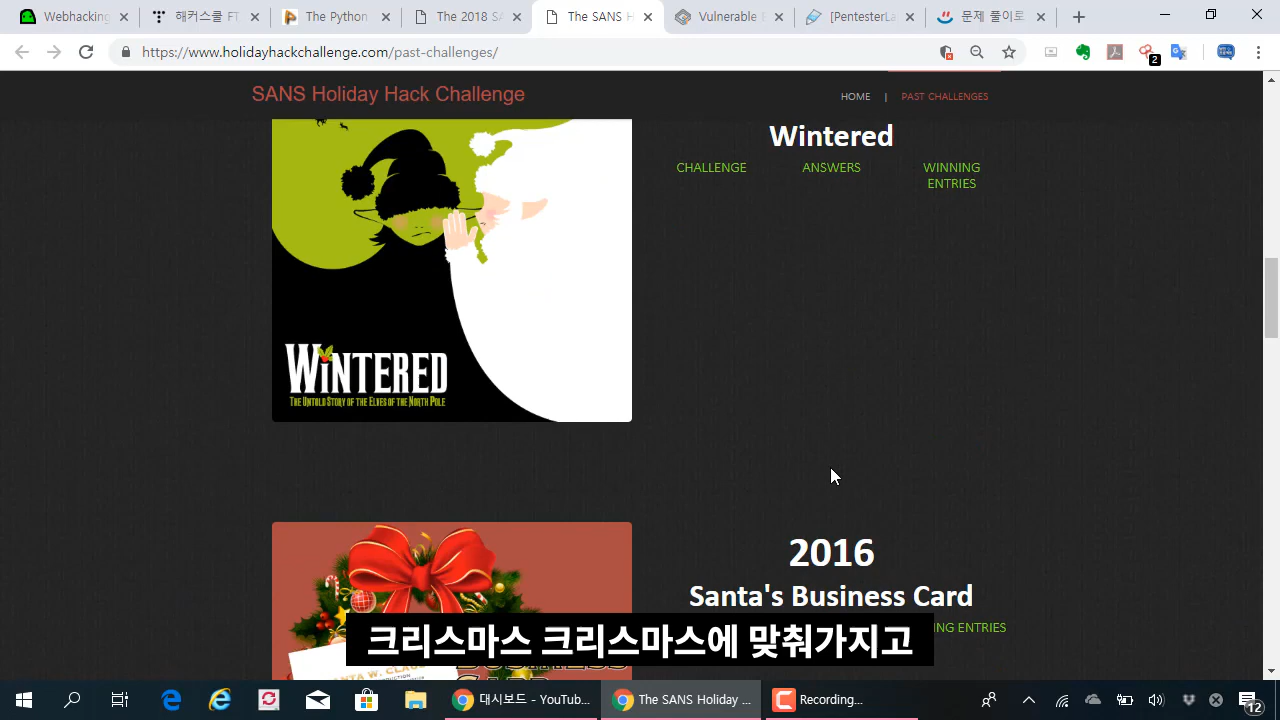 Webhacking
해커스쿨 FT
The Python
The 2018 SA
The SANS H
Vulnerable
[PentesterLa
문제 풀이로
https://www.holidayhackchallenge.com/past-challenges/
2
SANS Holiday Hack Challenge
HOME | PAST CHALLENGES
Wintered
CHALLENGE ANSWERS WINNING ENTRIES
WiNTERED
THE UNTOLD STORY OF THE ELVES OF THE NORTH POLE
2016
Santa's Business Card
NG ENTRIES
크리스마스 크리스마스에 맞춰가지고
대시보드 - YouTub...
The SANS Holiday ...
Recording...
12